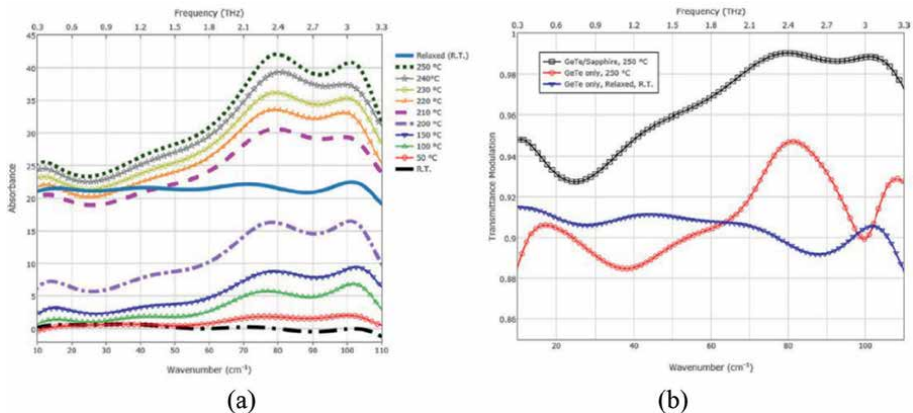 Frequency (THz)
0.3 0.6 0.9 1.2 1.5 1.8 2.1 2.4 2.7 3 3.3
45
40
35
30
25
20
15
10
5
0
Absorbance
Relaxed (R.T.)
250 °C
240°C
230 °C
220 °C
210 °C
200 °C
150 °C
100 °C
50 °C
R.T.
10 20 30 40 50 60 70 80 90 100 110
Wavenumber (cm⁻¹)
(a)
Frequency (THz)
0.3 0.6 0.9 1.2 1.5 1.8 2.1 2.4 2.7 3 3.3
1
0.98
0.96
0.94
0.92
0.9
0.88
0.86
Transmittance Modulation
GeTe/Sapphire, 250 °C
GeTe only, 250 °C
GeTe only, Relaxed, R.T.
20 40 60 80 100
Wavenumber (cm⁻¹)
(b)